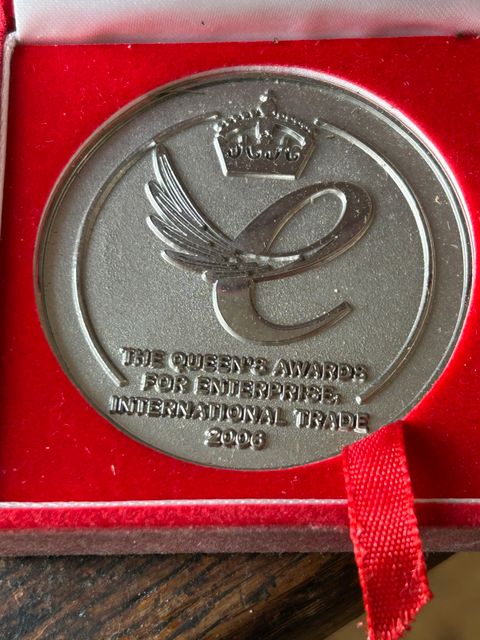 THE QUEEN'S AWARDS
FOR ENTERPRISE,
INTERNATIONAL TRADE
2006